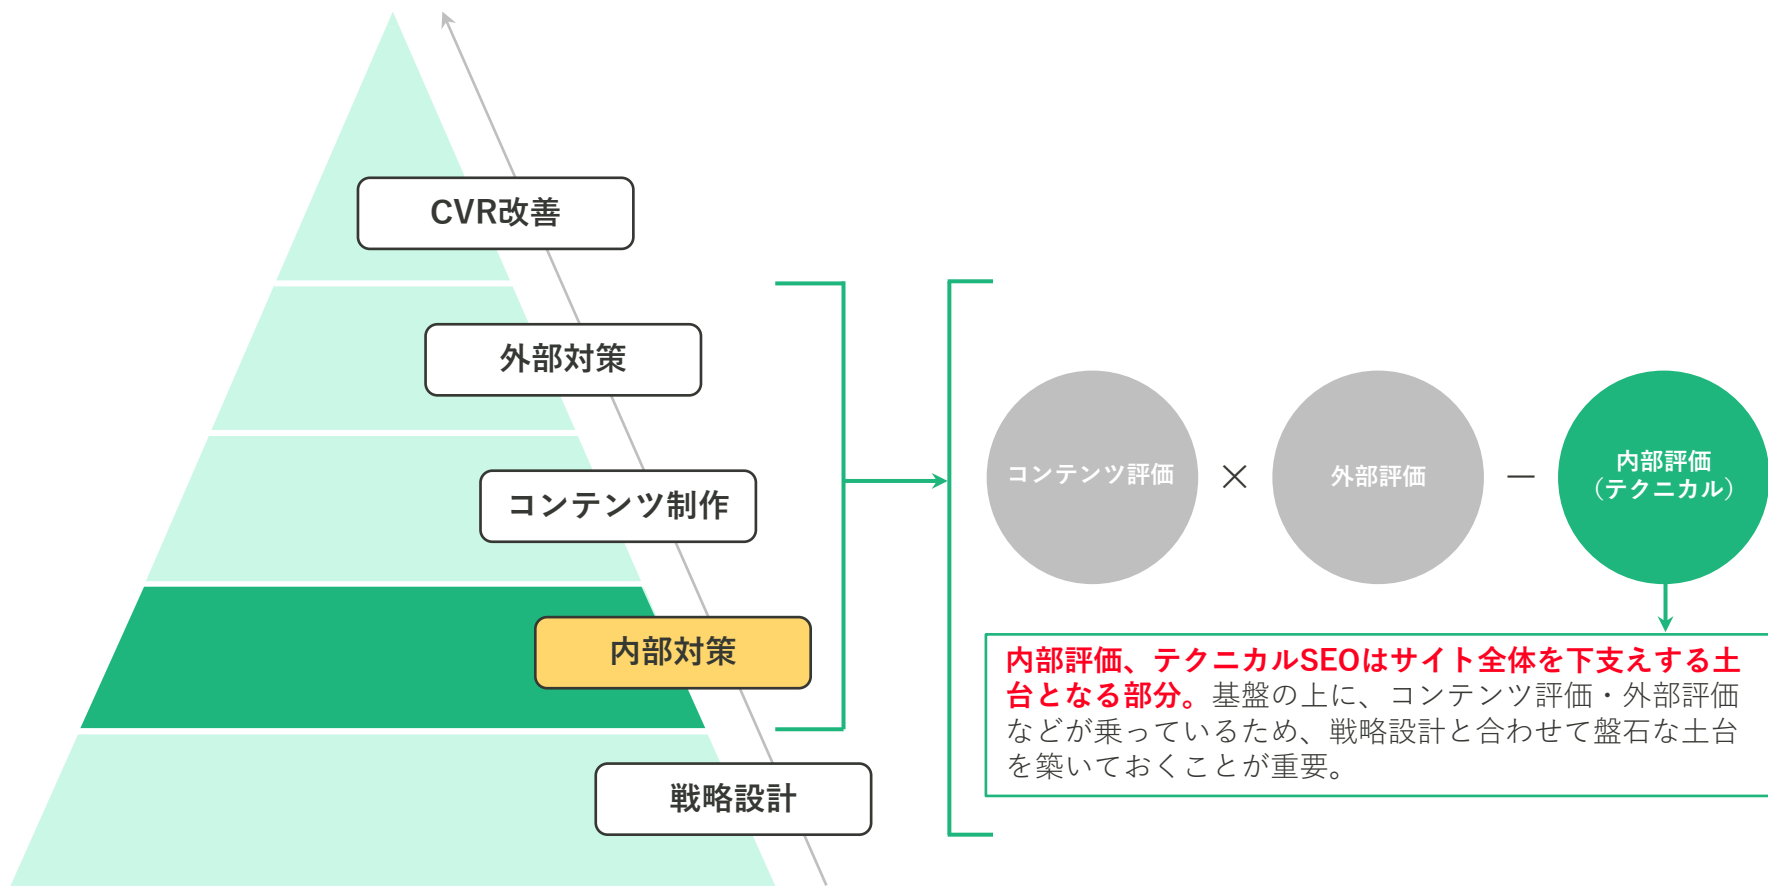 CVR改善
外部対策
コンテンツ制作
内部対策
戦略設計
コンテンツ評価
×
外部評価
－
内部評価
（テクニカル）
内部評価、テクニカルSEOはサイト全体を下支えする土
台となる部分。基盤の上に、コンテンツ評価・外部評価
などが乗っているため、戦略設計と合わせて盤石な土台
を築いておくことが重要。